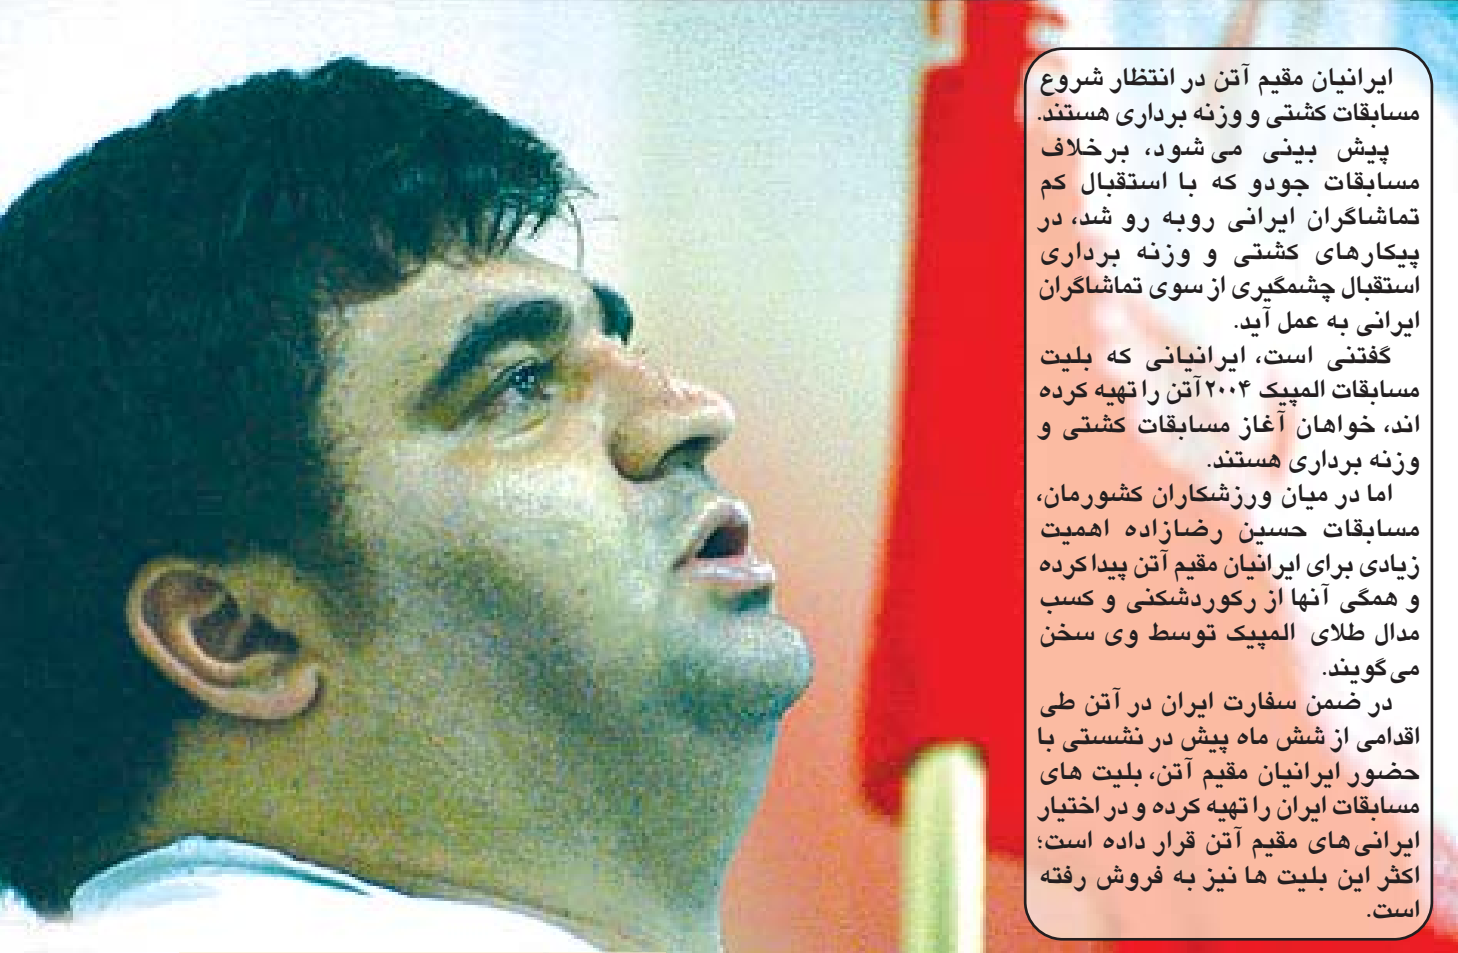 ایرانیان مقیم آتن در انتظار شروع
مسابقات کشتی و وزنه برداری هستند.
پیش بینی می شود، برخلاف
مسابقات جودو که با استقبال کم
تماشاگران ایرانی روبه رو شد، در
پیکارهای کشتی و وزنه برداری
استقبال چشمگیری از سوی تماشاگران
ایرانی به عمل آید.
گفتنی است، ایرانیانی که بلیت
مسابقات المپیک ۲۰۰۴ آتن را تهیه کرده
اند، خواهان آغاز مسابقات کشتی و
وزنه برداری هستند.
اما در میان ورزشکاران کشورمان،
مسابقات حسین رضازاده اهمیت
زیادی برای ایرانیان مقیم آتن پیدا کرده
و همگی آنها از رکوردشکنی و کسب
مدال طلای المپیک توسط وی سخن
می گویند.
در ضمن سفارت ایران در آتن طی
اقدامی از شش ماه پیش در نشستی با
حضور ایرانیان مقیم آتن، بلیت های
مسابقات ایران را تهیه کرده و در اختیار
ایرانی های مقیم آتن قرار داده است؛
اکثر این بلیت ها نیز به فروش رفته
است.